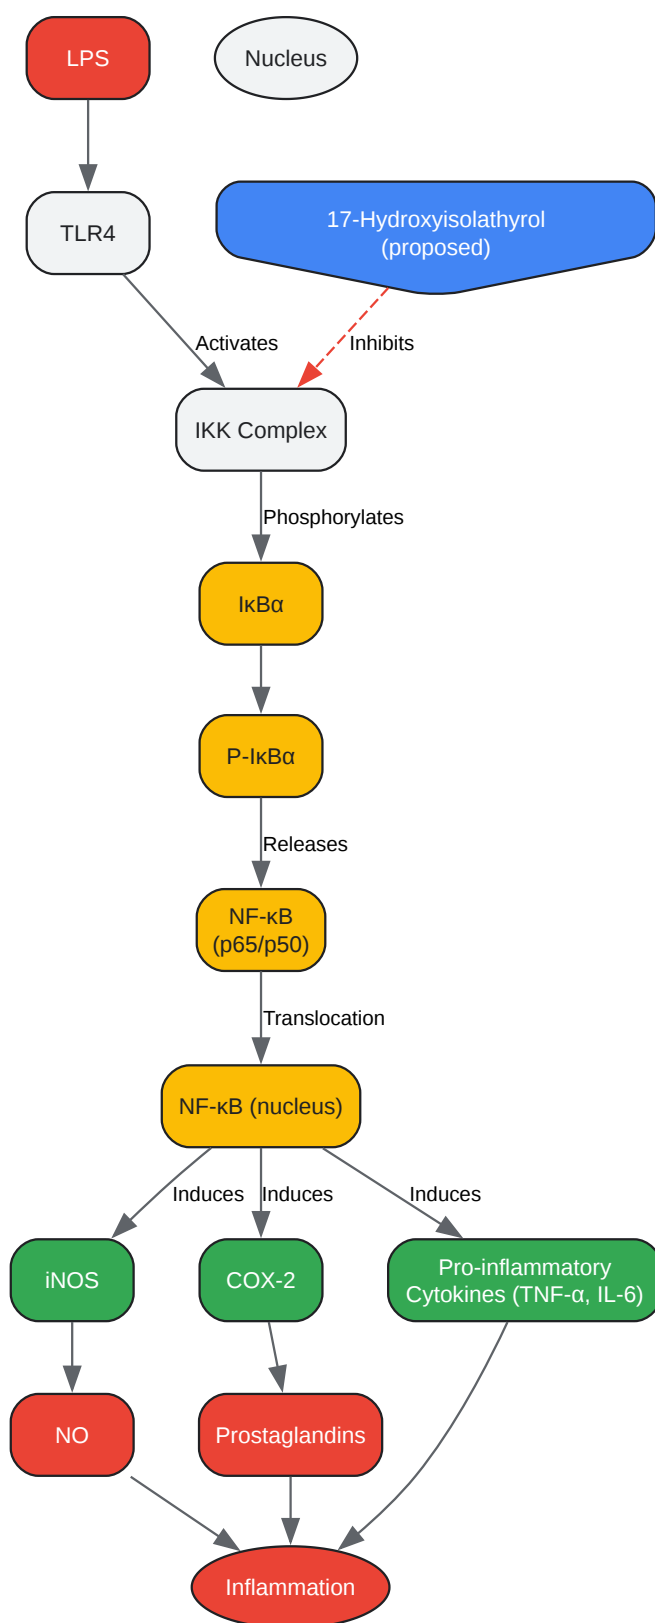 LPS
Nucleus
TLR4
17-Hydroxyisolathyrol
(proposed)
Activates
Inhibits
IKK Complex
Phosphorylates
IκBα
P-IκBα
Releases
NF-κB
(p65/p50)
Translocation
NF-κB (nucleus)
Induces
Induces
Induces
iNOS
COX-2
Pro-inflammatory
Cytokines (TNF-α, IL-6)
NO
Prostaglandins
Inflammation